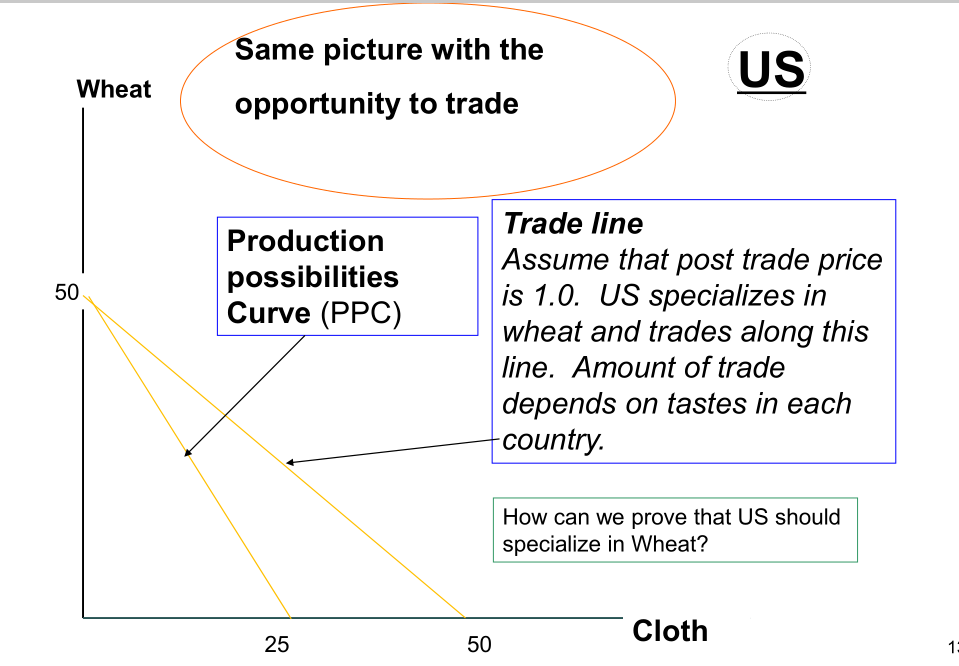 Same picture with the
opportunity to trade
US
Wheat
Production
possibilities
Curve (PPC)
Trade line
Assume that post trade price
is 1.0.  US specializes in
wheat and trades along this
line.  Amount of trade
depends on tastes in each
country.
50
How can we prove that US should
specialize in Wheat?
25
50
Cloth